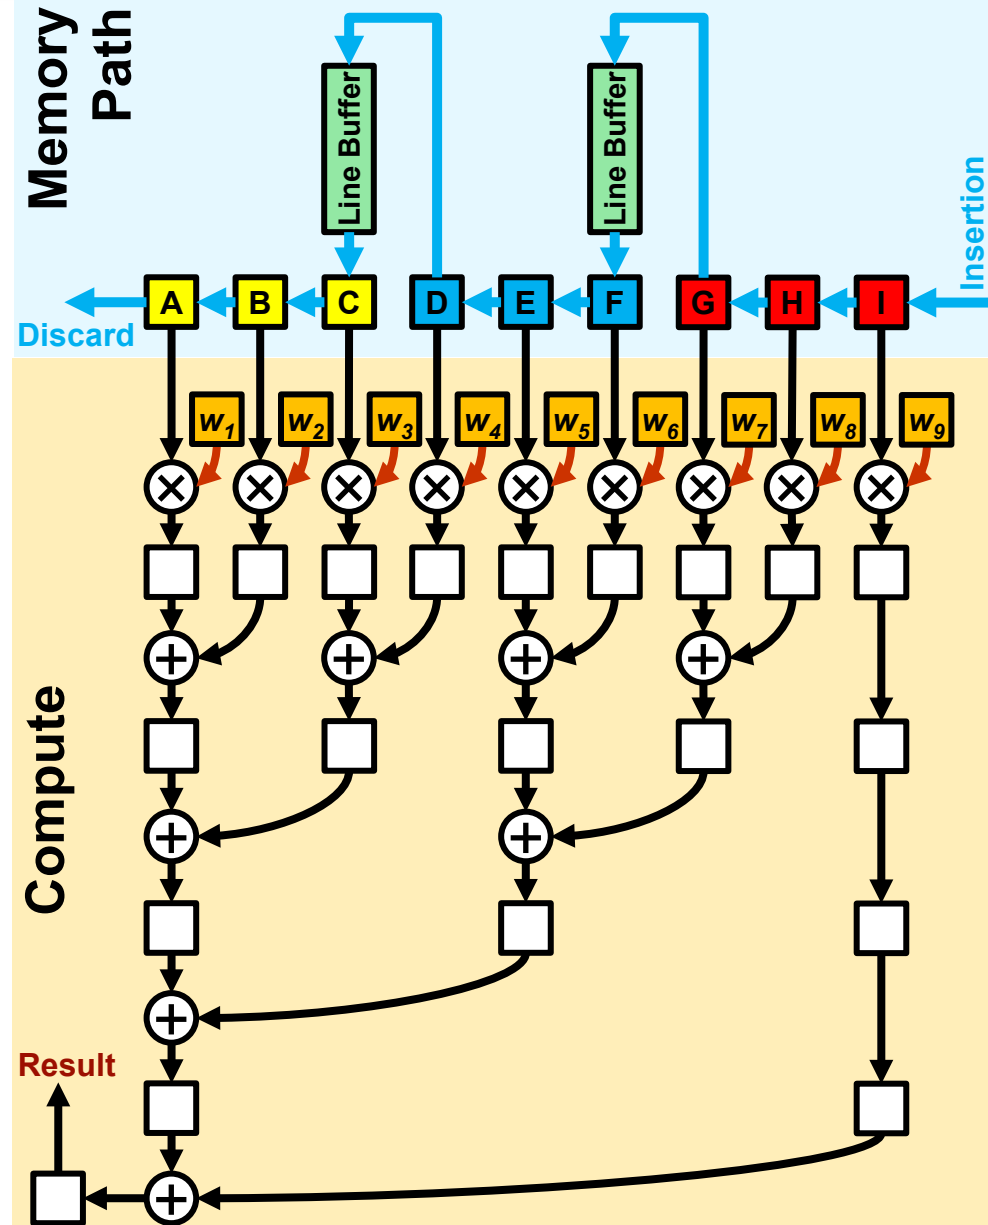 Memory
Path
Line Buffer
Line Buffer
Insertion
A B C D E F G H I
Discard
w1 w2 w3 w4 w5 w6 w7 w8 w9
Compute
Result